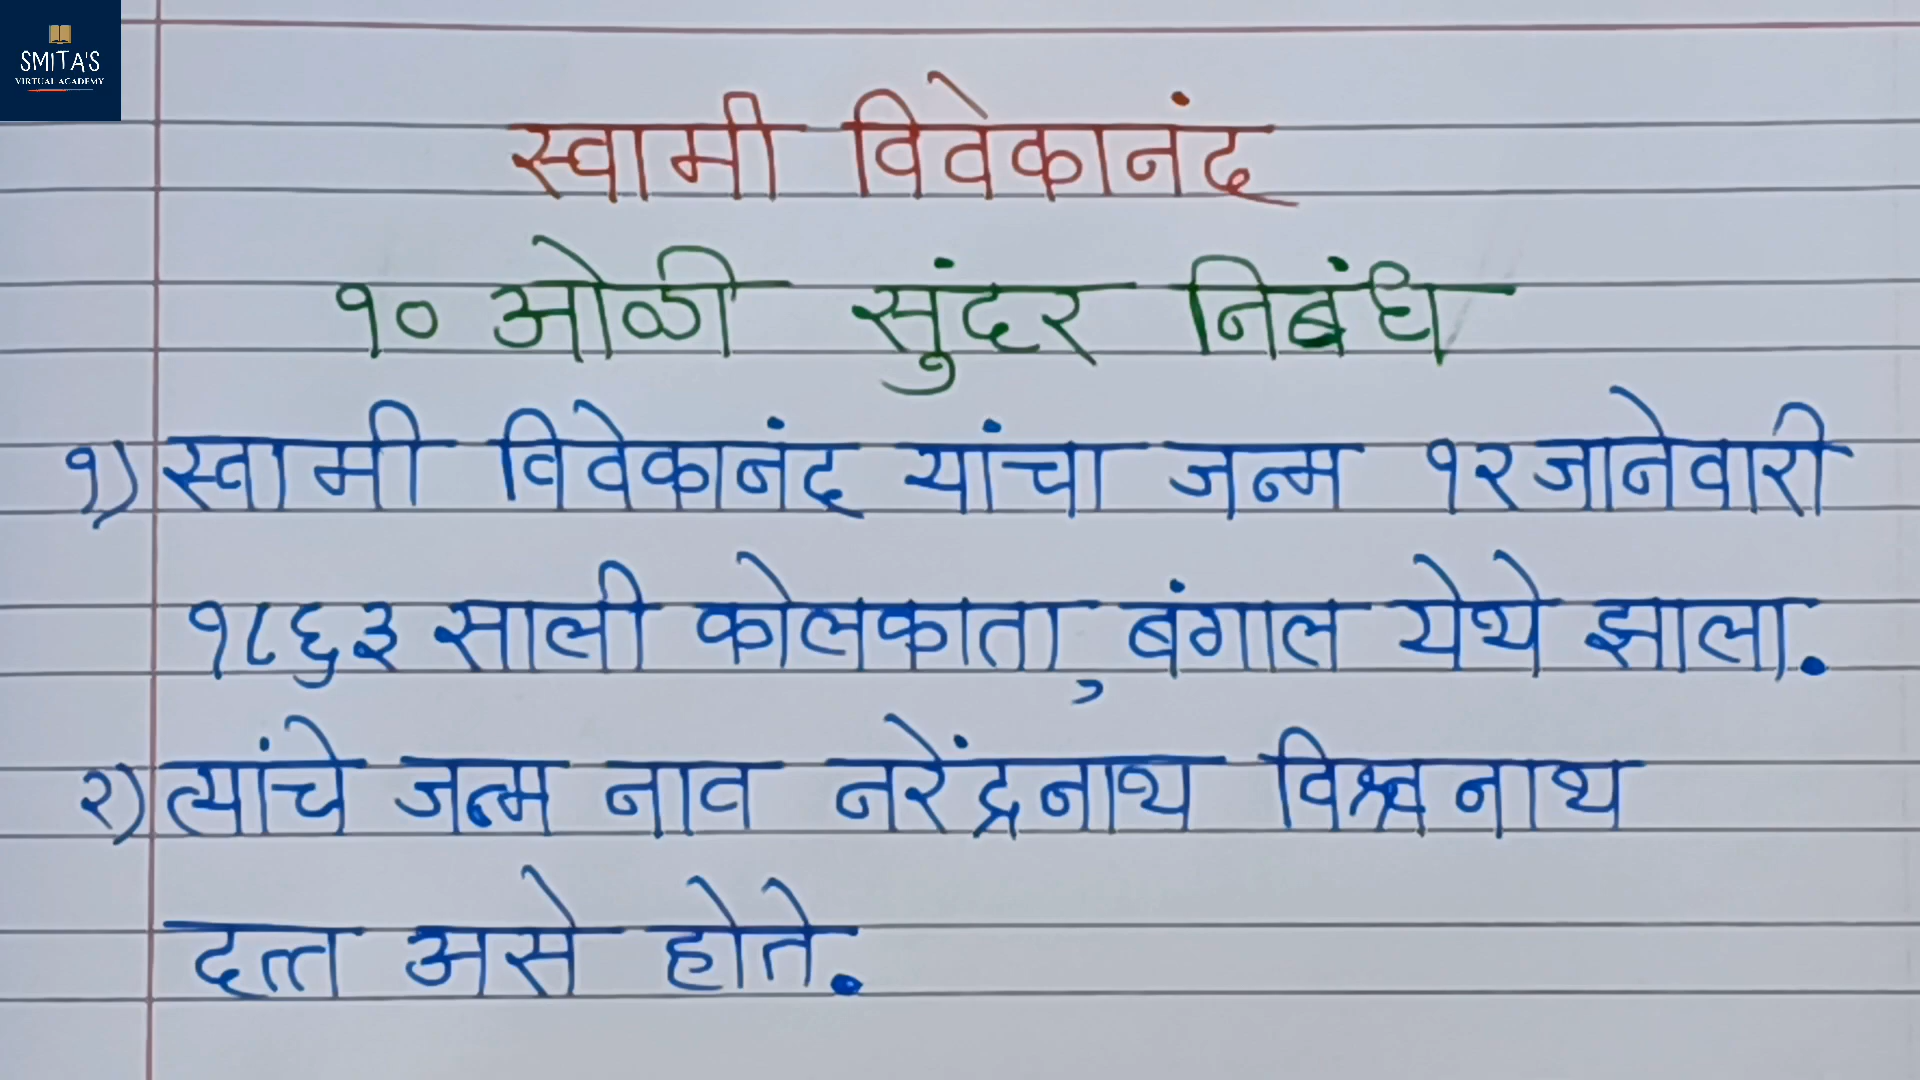 SMITA'S
VIRTUAL ACADEMY
स्वामी विवेकानंद
१० ओळी सुंदर निबंध
१) स्वामी विवेकानंद यांचा जन्म १२ जानेवारी
१८६३ साली कोलकाता, बंगाल येथे झाला.
२) त्यांचे जन्म नाव नरेंद्रनाथ विश्वनाथ
दत्त असे होते.